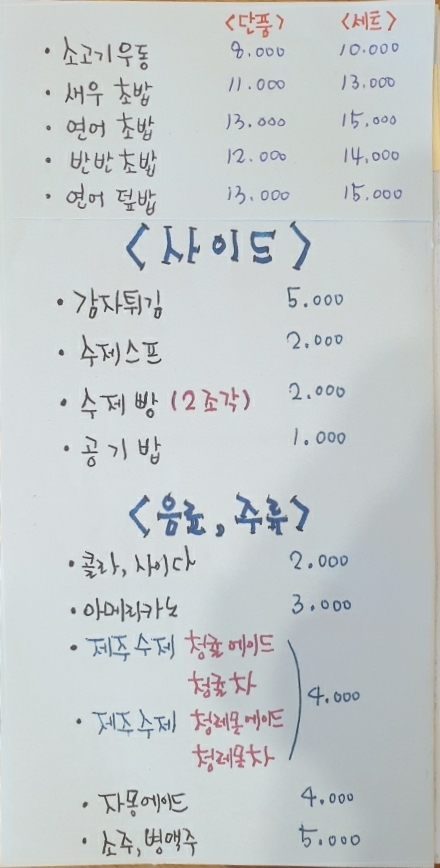 <단품> <세트>
· 소고기우동 8.000 10.000
· 새우 초밥 11.000 13.000
· 연어 초밥 13.000 15.000
· 반반초밥 12.000 14.000
· 연어 덮밥 13.000 15.000
<사이드>
· 감자튀김 5.000
· 수제스프 2.000
· 수제빵 (2조각) 2.000
· 공기밥 1.000
<음료, 주류>
· 콜라, 사이다 2.000
· 아메리카노 3.000
· 제주수제 청귤에이드
청귤차
4.000
· 제주수제 청레몬에이드
청레몬차
· 자몽에이드 4.000
· 소주, 병맥주 5.000